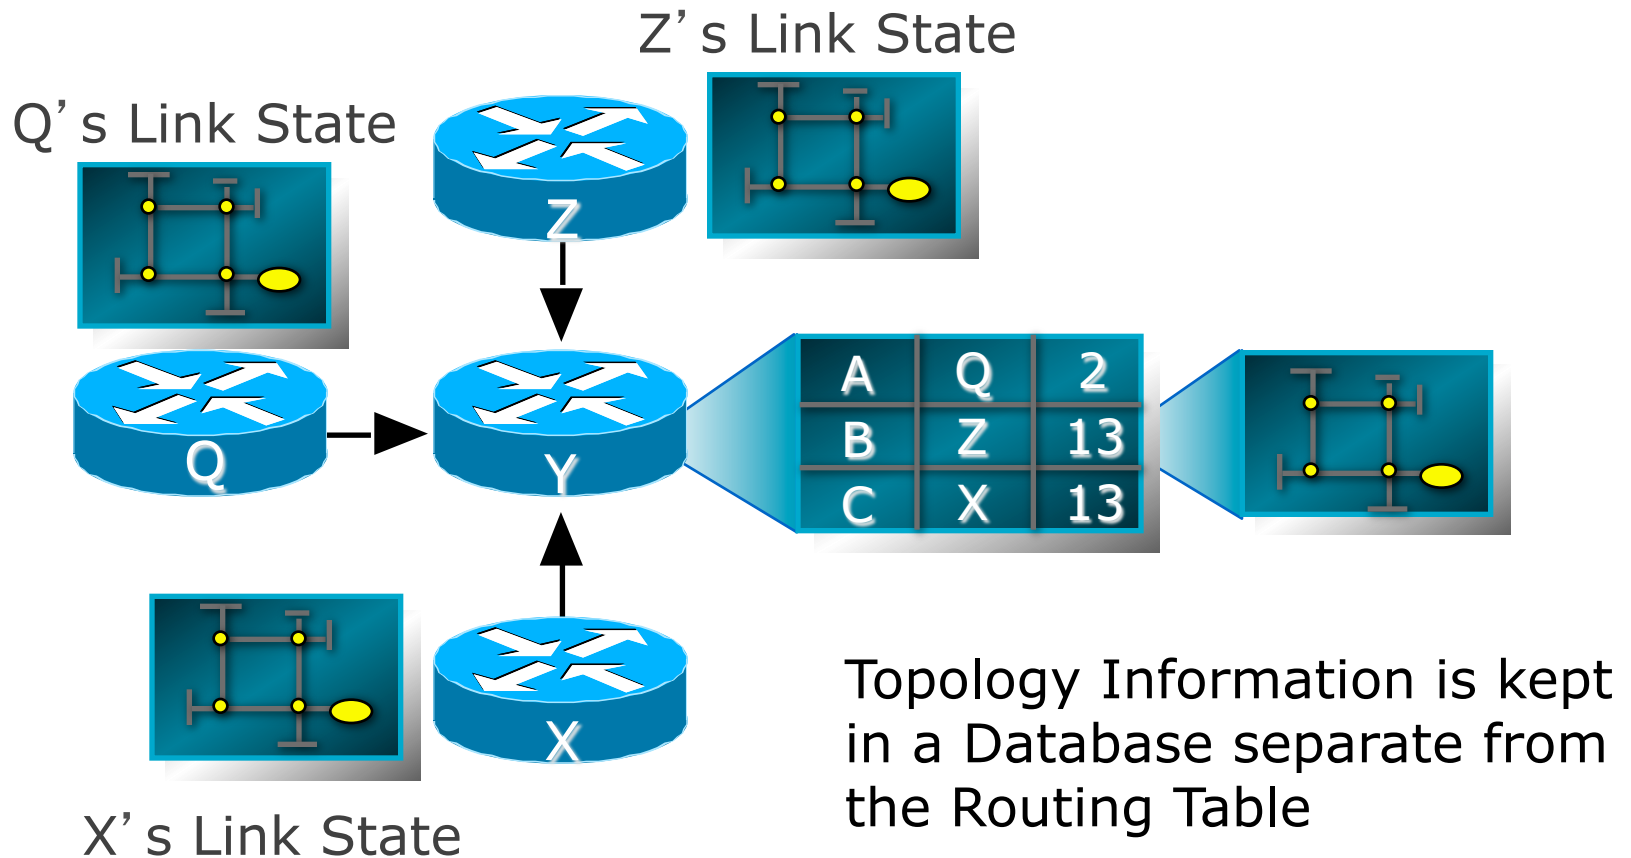 Z’s Link State
Q’s Link State
Z
A Q 2
B Z 13
C X 13
Q
Y
X
Topology Information is kept
in a Database separate from
the Routing Table
X’s Link State